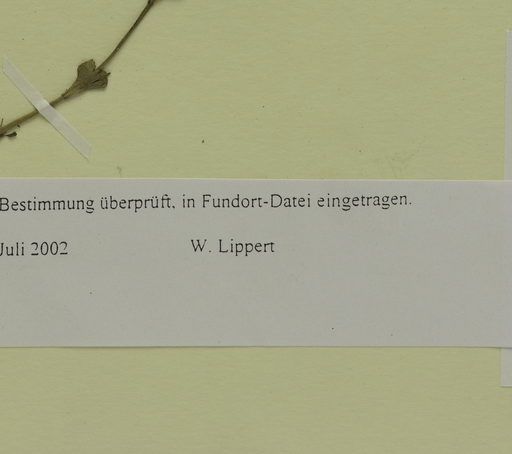 Bestimmung überprüft, in Fundort-Datei eingetragen.
Juli 2002 W. Lippert